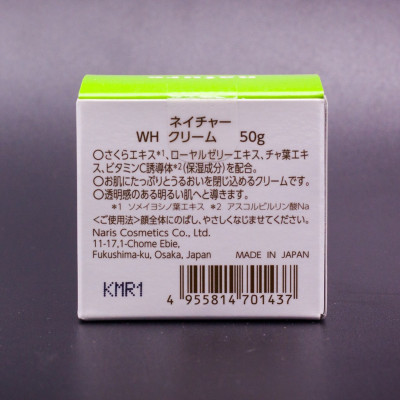 ネイチャー
WH クリーム 50g
○さくらエキス*1、ローヤルゼリーエキス、チャ葉エキ
ス、ビタミンC誘導体*2(保湿成分)を配合。
○お肌にたっぷりとうるおいを閉じ込めるクリームです。
○透明感のある明るい肌へと導きます。
*1 ソメイヨシノ葉エキス *2 アスコルビルリン酸Na
<ご使用法>顔全体にのばし、やさしくなじませてください。
Naris Cosmetics Co., Ltd.
11-17,1-Chome Ebie,
Fukushima-ku, Osaka, Japan MADE IN JAPAN
KMR1
4 955814 701437